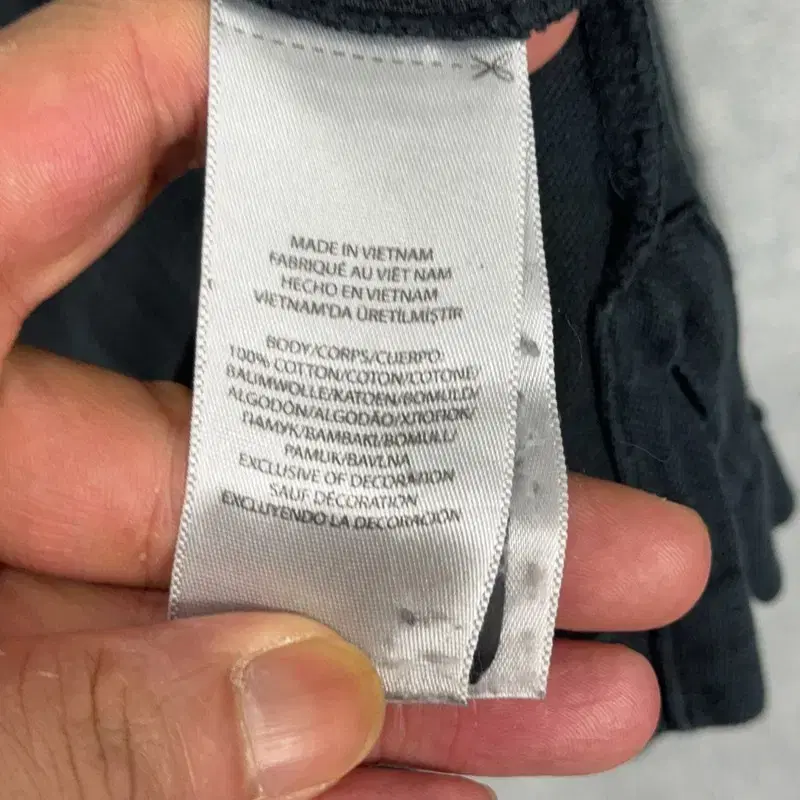 MADE IN VIETNAM
FABRIQUÉ AU VIÊT NAM
HECHO EN VIETNAM
VIETNAM'DA ÜRETİLMİŞTİR
BODY/CORPS/CUERPO:
100% COTTON/COTON/COTONE/
BAUMWOLLE/KATOEN/BOMULD/
ALGODÓN/ALGODÃO/ХЛОПОК/
ПАМУК/BAMBAKI/BOMULL/
PAMUK/BAVLNA
EXCLUSIVE OF DECORATION
SAUF DÉCORATION
EXCLUYENDO LA DECORACIÓN